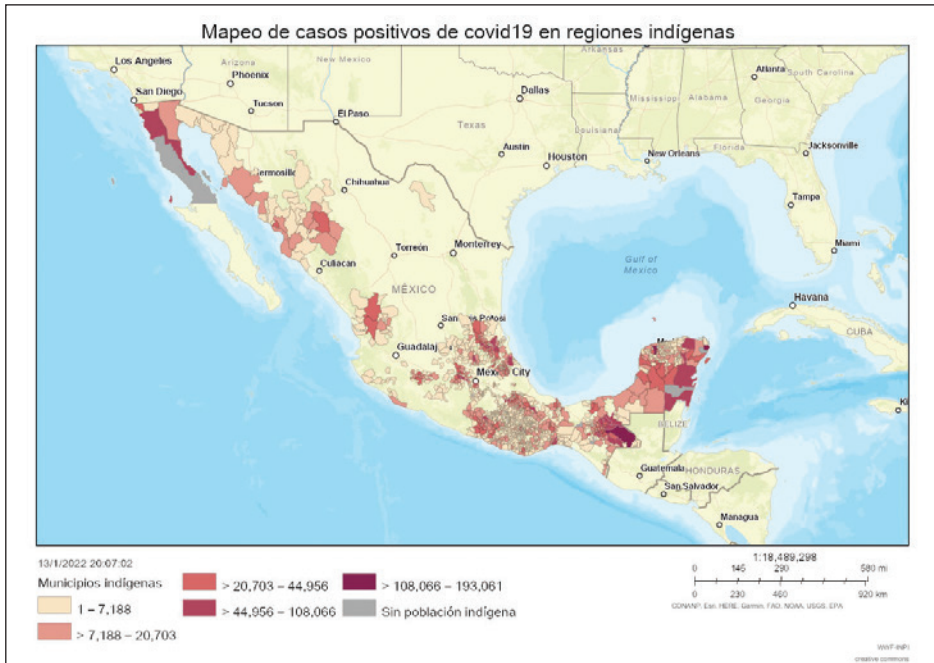 Mapeo de casos positivos de covid19 en regiones indígenas
Los Angeles
San Diego
Arizona
Phoenix
Tucson
New Mexico
El Paso
Dallas
Texas
Austin
Houston
Arkansas
Louisiana
Mississippi
Alabama
Atlanta
Georgia
South Carolina
New Orleans
Florida
Jacksonville
Tampa
Miami
Hermosillo
Chihuahua
Culiacan
Torreón
Monterrey
MÉXICO
San Luis Potosi
Guadalaj
Mexico City
Gulf of
Mexico
Havana
CUBA
BELIZE
Guatemala
HONDURAS
San Salvador
Managua
13/1/2022 20:07:02
Municipios indígenas
1 – 7,188
> 7,188 – 20,703
> 20,703 – 44,956
> 44,956 – 108,066
> 108,066 – 193,061
Sin población indígena
1:18,489,298
0 145 290 580 mi
0 230 460 920 km
CONANP, Esri, HERE, Garmin, FAO, NOAA, USGS, EPA
creative commons